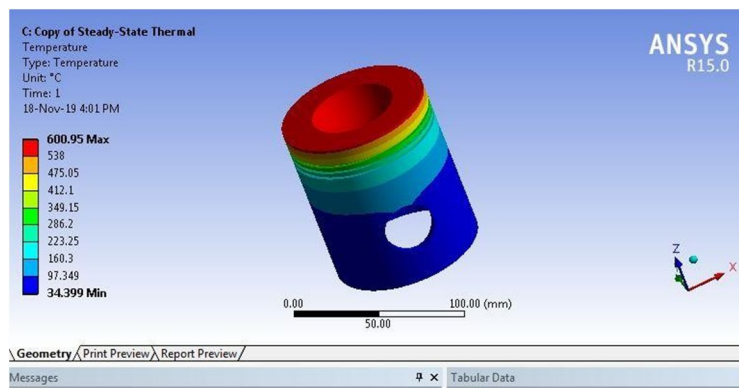 C: Copy of Steady-State Thermal
Temperature
Type: Temperature
Unit: °C
Time: 1
18-Nov-19 4:01 PM
ANSYS
R15.0
600.95 Max
538
475.05
412.1
349.15
286.2
223.25
160.3
97.349
34.399 Min
0.00 100.00 (mm)
50.00
Z
X
Geometry Print Preview Report Preview
Messages Tabular Data